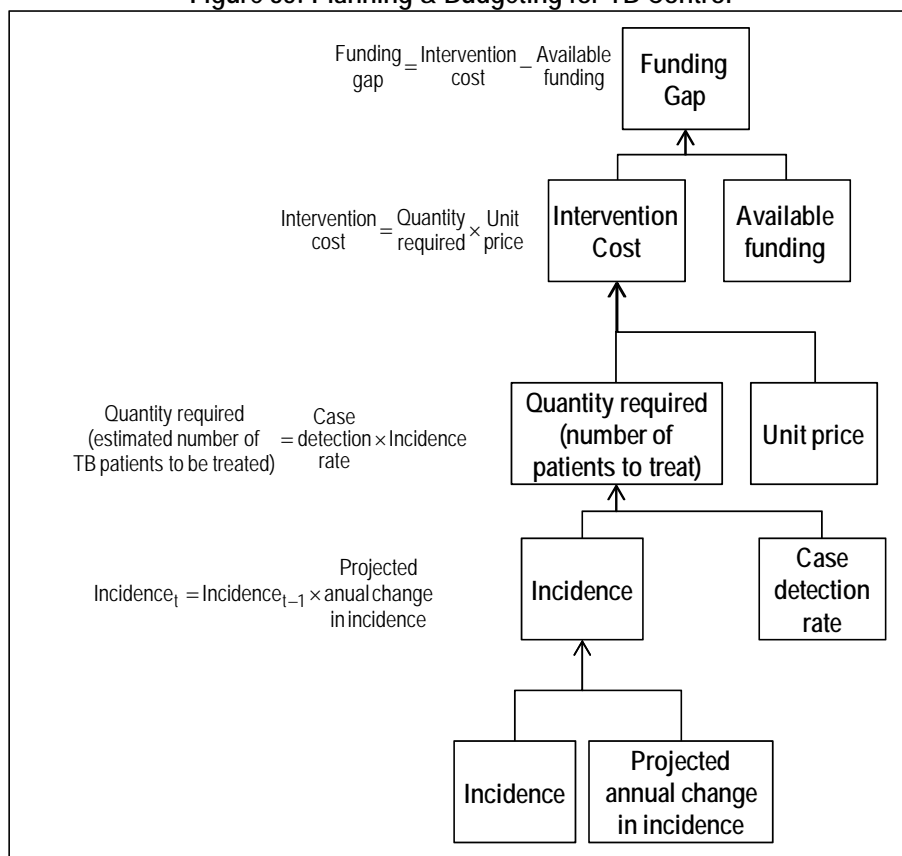 Figure 55: Planning & Budgeting for TB Control
Funding gap = Intervention cost − Available funding
Funding
Gap
Intervention cost = Quantity required × Unit price
Intervention
Cost
Available
funding
Quantity required (estimated number of TB patients to be treated) = Case detection rate × Incidence
Quantity required
(number of
patients to treat)
Unit price
Incidence_t = Incidence_t−1 × Projected anual change in incidence
Incidence
Case
detection
rate
Incidence
Projected
annual change
in incidence